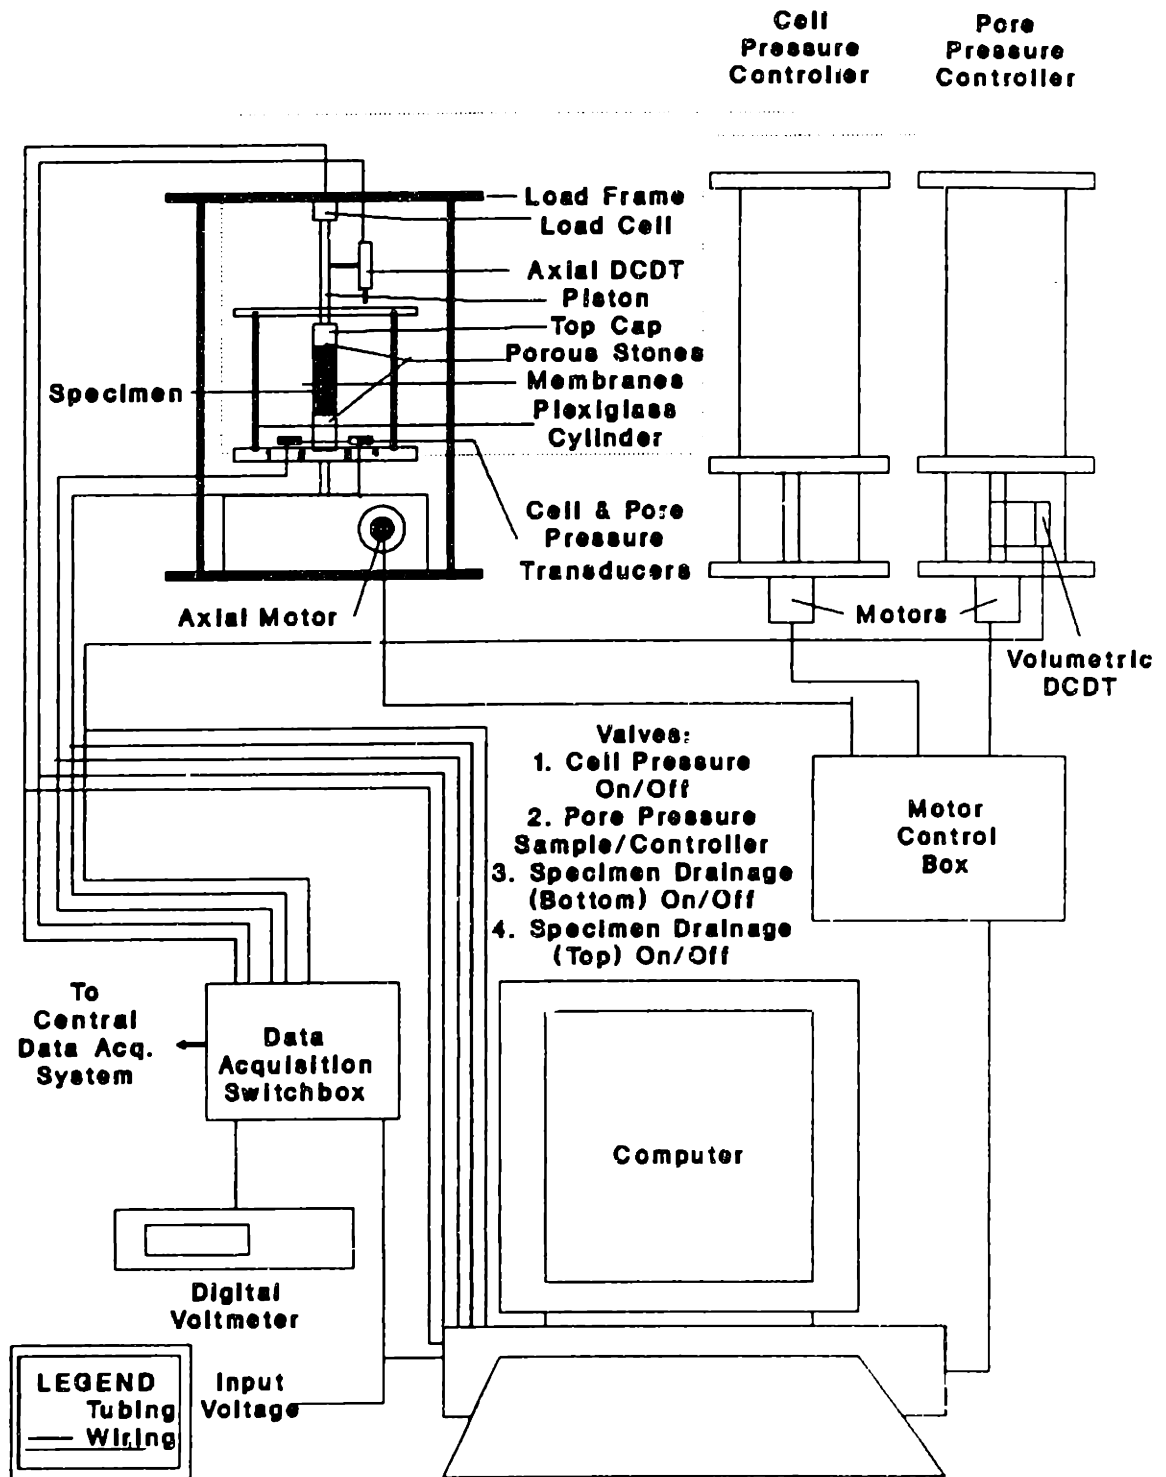 Cell
Pressure
Controller
Pore
Pressure
Controller
Load Frame
Load Cell
Axial DCDT
Piston
Top Cap
Porous Stones
Membranes
Plexiglass
Cylinder
Specimen
Cell & Pore
Pressure
Transducers
Axial Motor
Motors
Volumetric
DCDT
Valves:
1. Cell Pressure
On/Off
2. Pore Pressure
Sample/Controller
3. Specimen Drainage
(Bottom) On/Off
4. Specimen Drainage
(Top) On/Off
Motor
Control
Box
To
Central
Data Acq.
System
Data
Acquisition
Switchbox
Computer
Digital
Voltmeter
Input
Voltage
LEGEND
Tubing
Wiring